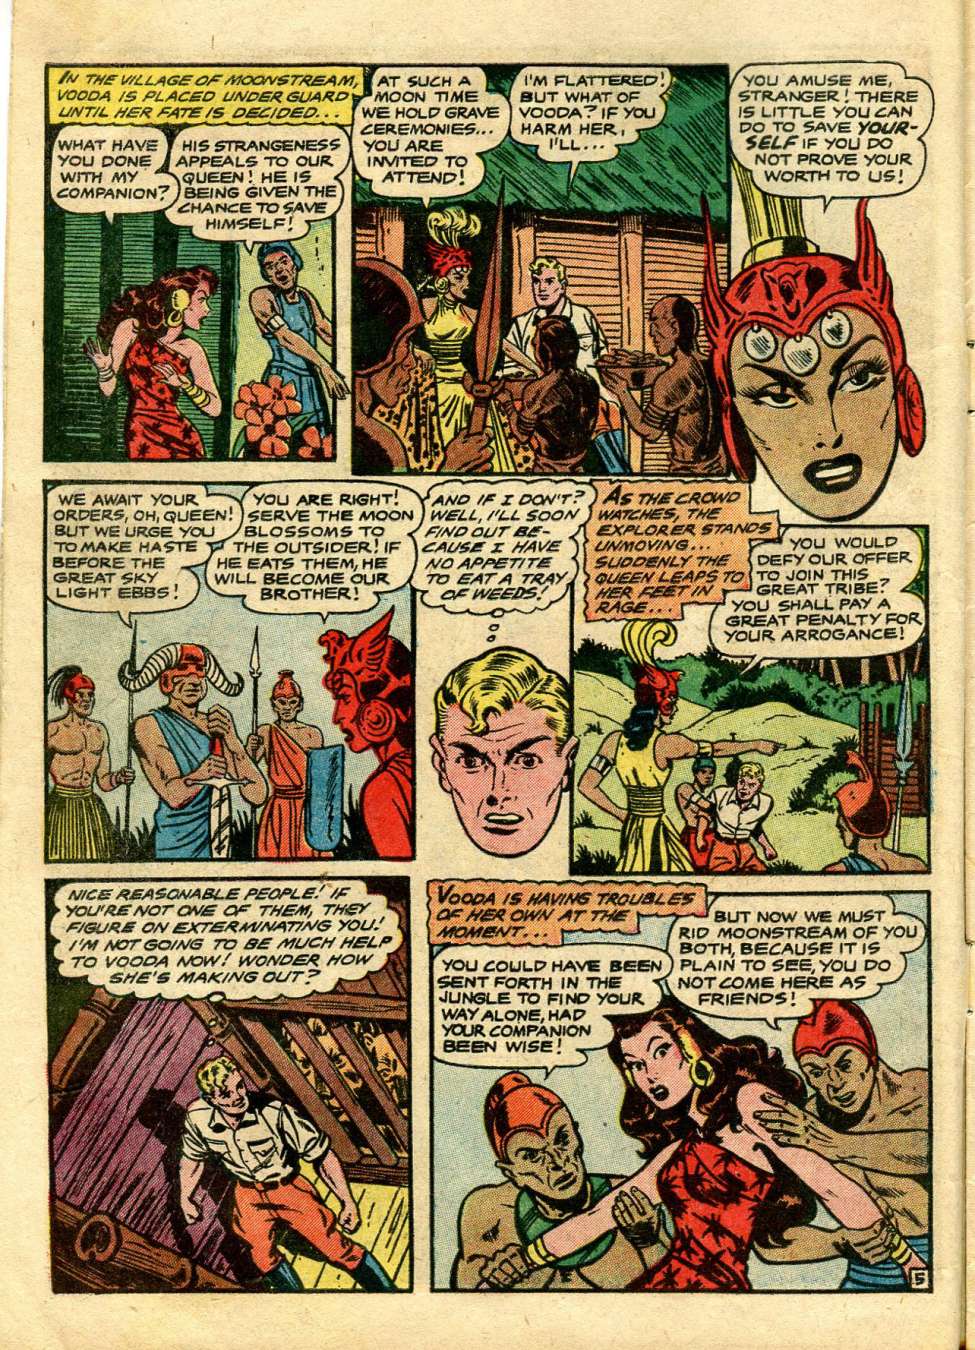 IN THE VILLAGE OF MOONSTREAM,
VOODA IS PLACED UNDER GUARD
UNTIL HER FATE IS DECIDED...
WHAT HAVE
YOU DONE
WITH MY
COMPANION?
HIS STRANGENESS
APPEALS TO OUR
QUEEN! HE IS
BEING GIVEN THE
CHANCE TO SAVE
HIMSELF!
AT SUCH A
MOON TIME
WE HOLD GRAVE
CEREMONIES...
YOU ARE
INVITED TO
ATTEND!
I'M FLATTERED!
BUT WHAT OF
VOODA? IF YOU
HARM HER,
I'LL...
YOU AMUSE ME,
STRANGER! THERE
IS LITTLE YOU CAN
DO TO SAVE YOUR-
SELF IF YOU DO
NOT PROVE YOUR
WORTH TO US!
WE AWAIT YOUR
ORDERS, OH, QUEEN!
BUT WE URGE YOU
TO MAKE HASTE
BEFORE THE
GREAT SKY
LIGHT EBBS!
YOU ARE RIGHT!
SERVE THE MOON
BLOSSOMS TO
THE OUTSIDER! IF
HE EATS THEM, HE
WILL BECOME OUR
BROTHER!
AND IF I DON'T?
WELL, I'LL SOON
FIND OUT BE-
CAUSE I HAVE
NO APPETITE
TO EAT A TRAY
OF WEEDS!
AS THE CROWD
WATCHES, THE
EXPLORER STANDS
UNMOVING...
SUDDENLY THE
QUEEN LEAPS TO
HER FEET IN
RAGE...
YOU WOULD
DEFY OUR OFFER
TO JOIN THIS
GREAT TRIBE?
YOU SHALL PAY A
GREAT PENALTY FOR
YOUR ARROGANCE!
NICE REASONABLE PEOPLE! IF
YOU'RE NOT ONE OF THEM, THEY
FIGURE ON EXTERMINATING YOU!
I'M NOT GOING TO BE MUCH HELP
TO VOODA NOW! WONDER HOW
SHE'S MAKING OUT?
VOODA IS HAVING TROUBLES
OF HER OWN AT THE
MOMENT...
YOU COULD HAVE BEEN
SENT FORTH IN THE
JUNGLE TO FIND YOUR
WAY ALONE, HAD
YOUR COMPANION
BEEN WISE!
BUT NOW WE MUST
RID MOONSTREAM OF YOU
BOTH, BECAUSE IT IS
PLAIN TO SEE, YOU DO
NOT COME HERE AS
FRIENDS!
5